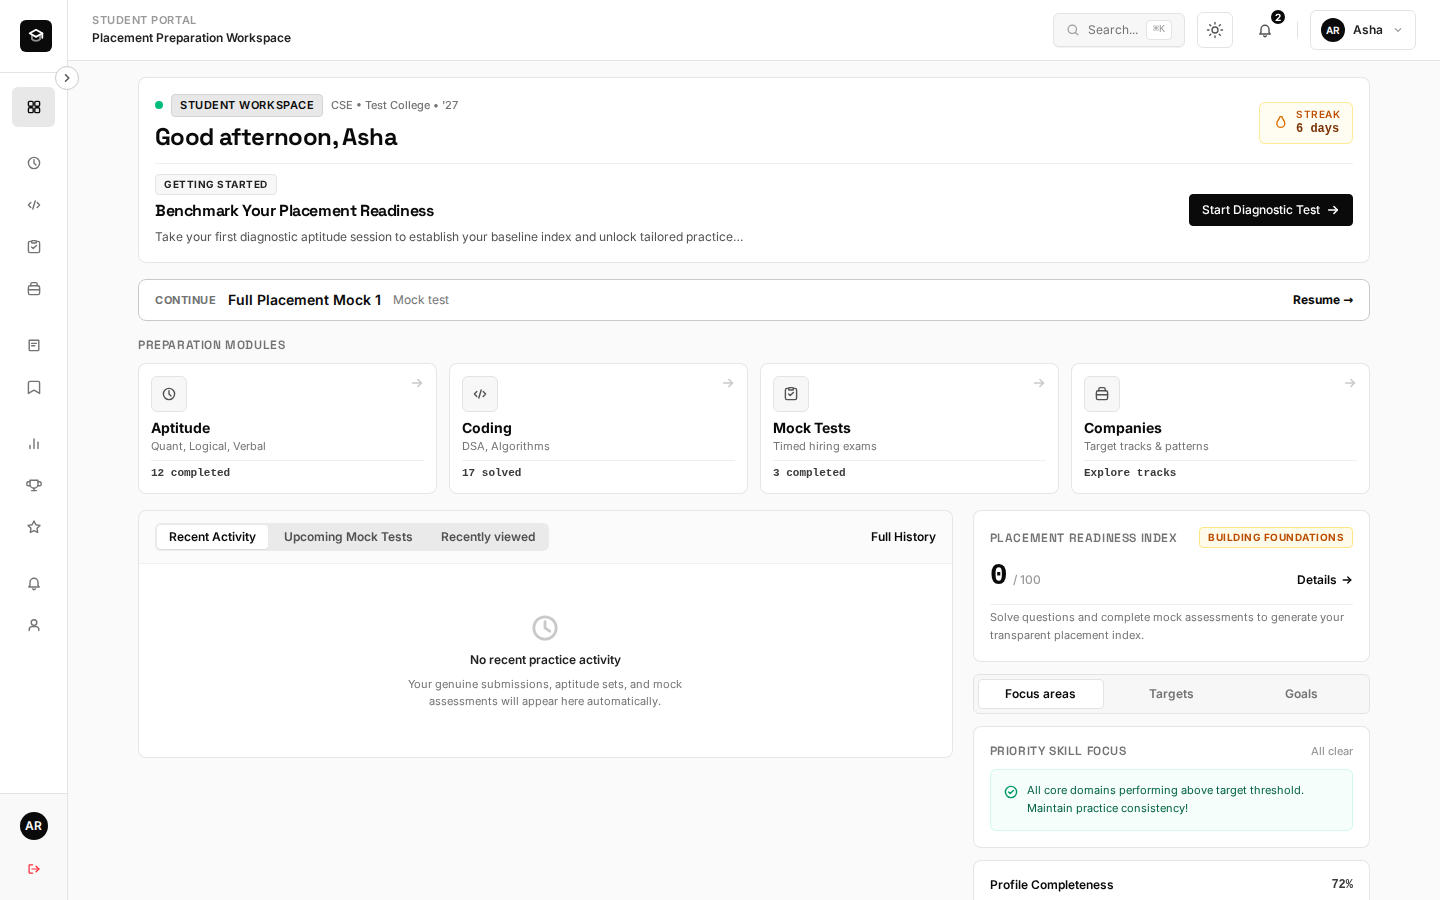 STUDENT PORTAL
Placement Preparation Workspace
Search... ⌘K
2
AR Asha
STUDENT WORKSPACE CSE • Test College • '27
Good afternoon, Asha
STREAK
6 days
GETTING STARTED
Benchmark Your Placement Readiness
Start Diagnostic Test →
Take your first diagnostic aptitude session to establish your baseline index and unlock tailored practice...
CONTINUE Full Placement Mock 1 Mock test Resume →
PREPARATION MODULES
Aptitude
Quant, Logical, Verbal
12 completed
Coding
DSA, Algorithms
17 solved
Mock Tests
Timed hiring exams
3 completed
Companies
Target tracks & patterns
Explore tracks
Recent Activity Upcoming Mock Tests Recently viewed Full History
No recent practice activity
Your genuine submissions, aptitude sets, and mock
assessments will appear here automatically.
PLACEMENT READINESS INDEX BUILDING FOUNDATIONS
0 / 100 Details →
Solve questions and complete mock assessments to generate your
transparent placement index.
Focus areas Targets Goals
PRIORITY SKILL FOCUS All clear
All core domains performing above target threshold.
Maintain practice consistency!
Profile Completeness 72%
AR